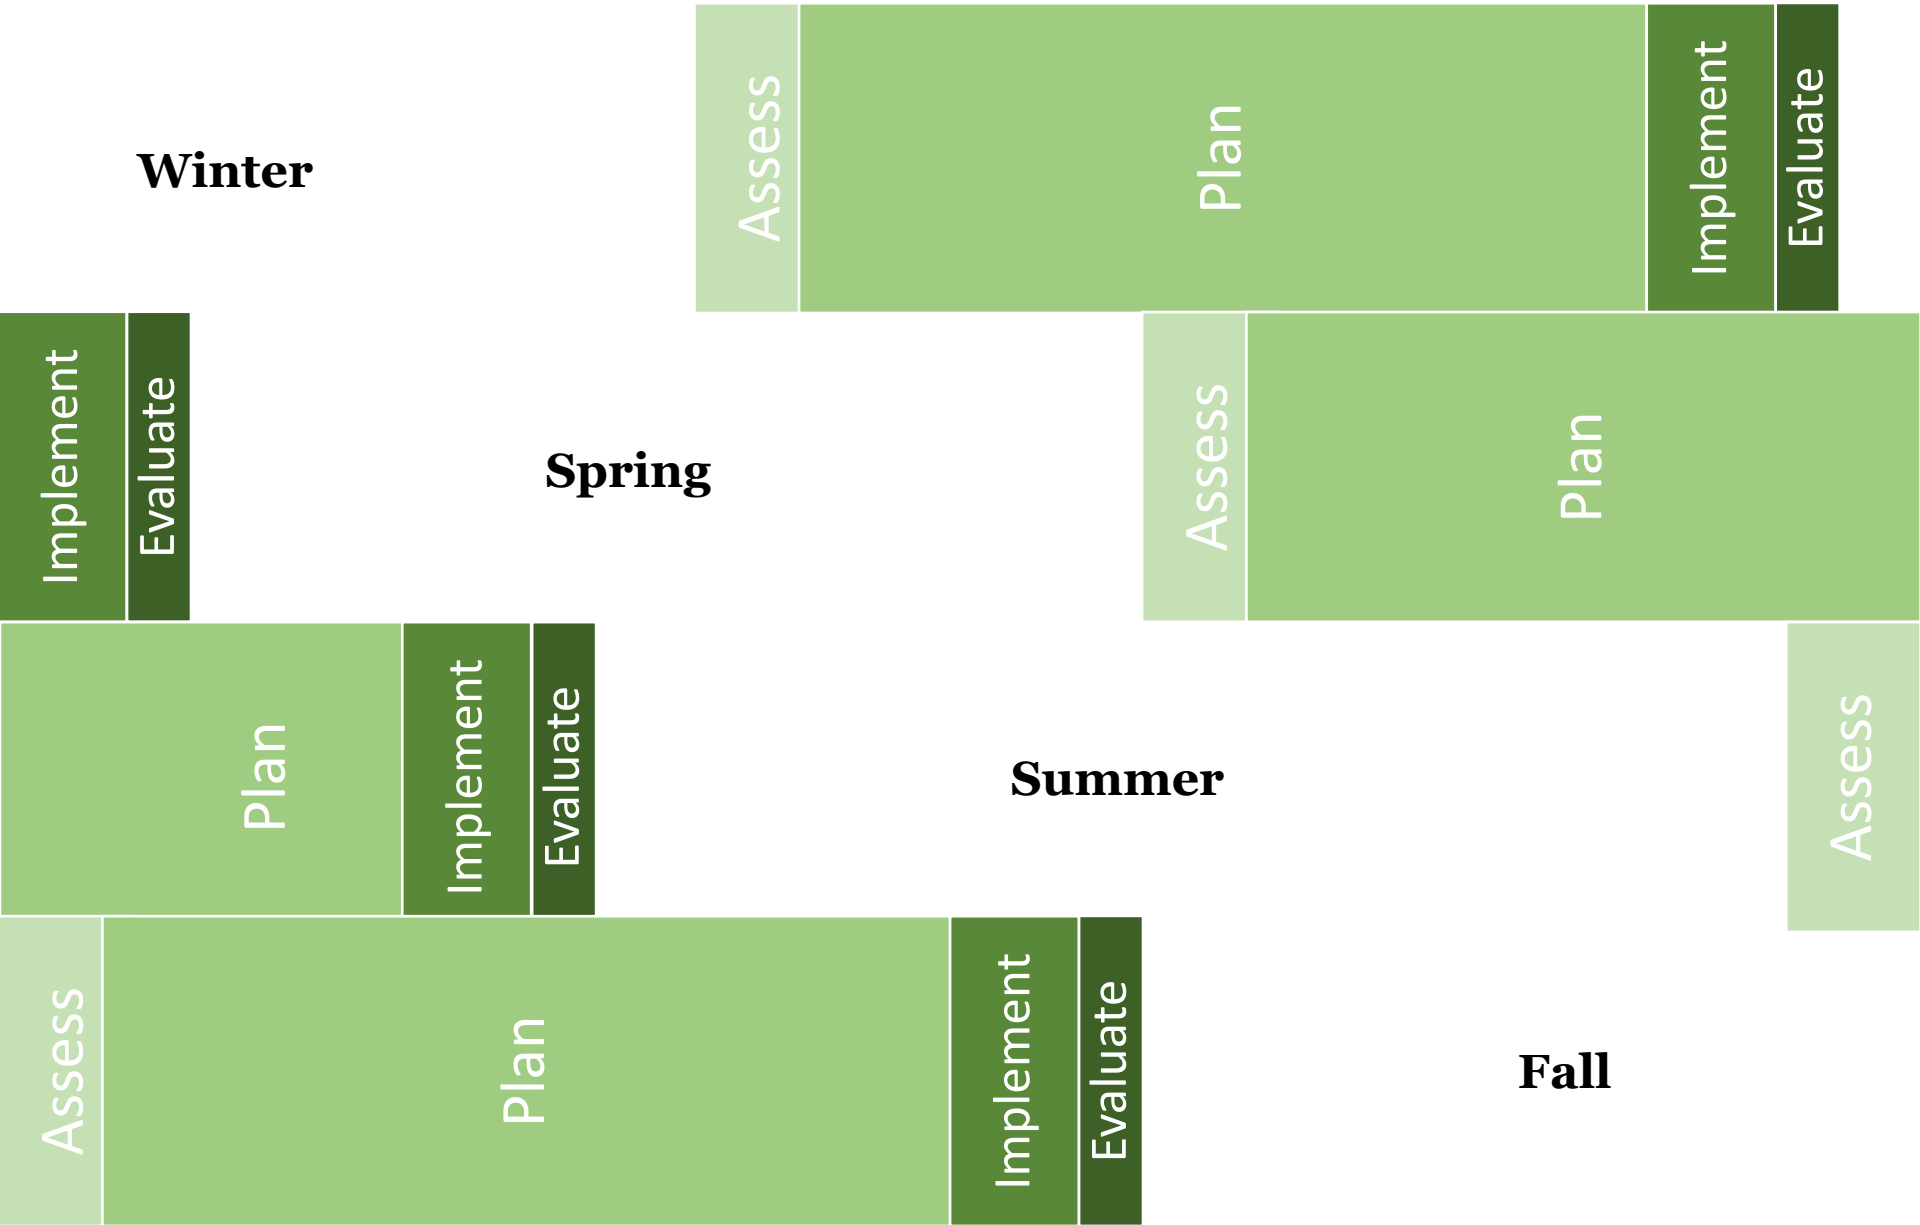 Winter
Assess
Plan
Implement
Evaluate
Implement
Evaluate
Spring
Assess
Plan
Plan
Implement
Evaluate
Summer
Assess
Assess
Plan
Implement
Evaluate
Fall